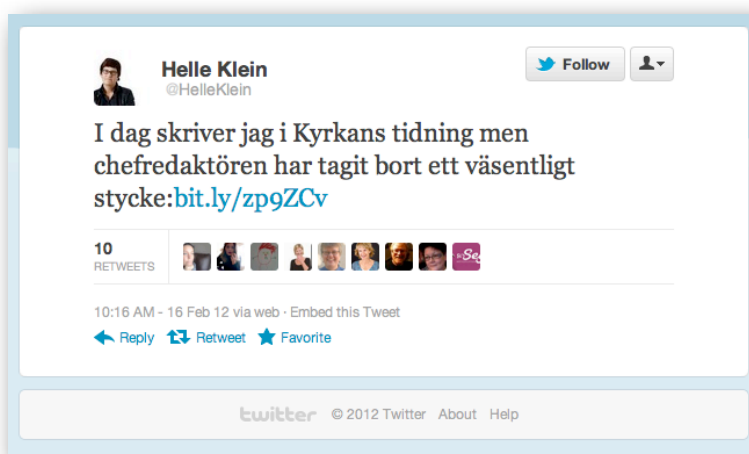 Helle Klein
@HelleKlein
Follow
I dag skriver jag i Kyrkans tidning men
chefredaktören har tagit bort ett väsentligt
stycke:bit.ly/zp9ZCv
10
RETWEETS
10:16 AM - 16 Feb 12 via web · Embed this Tweet
Reply Retweet Favorite
twitter © 2012 Twitter About Help